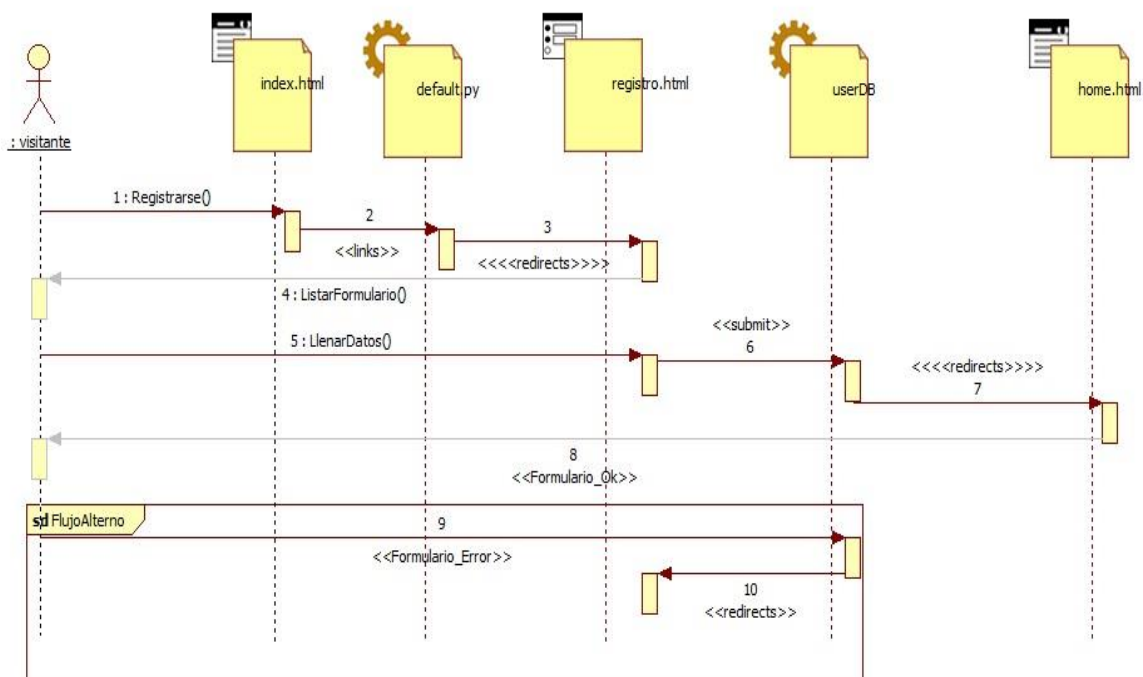 index.html
default.py
registro.html
userDB
home.html
: visitante
1 : Registrarse()
2
<<links>>
3
<<<<redirects>>>>
4 : ListarFormulario()
5 : LlenarDatos()
<<submit>>
6
<<<<redirects>>>>
7
8
<<Formulario_Ok>>
sd FlujoAlterno
9
<<Formulario_Error>>
10
<<redirects>>